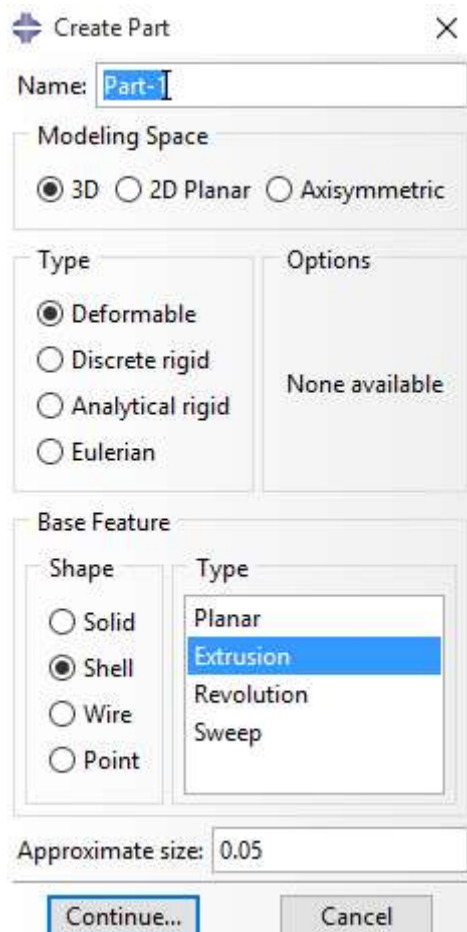 Create Part
Name: Part-1
Modeling Space
3D 2D Planar Axisymmetric
Type
Deformable
Discrete rigid
Analytical rigid
Eulerian
Options
None available
Base Feature
Shape
Solid
Shell
Wire
Point
Type
Planar
Extrusion
Revolution
Sweep
Approximate size: 0.05
Continue... Cancel